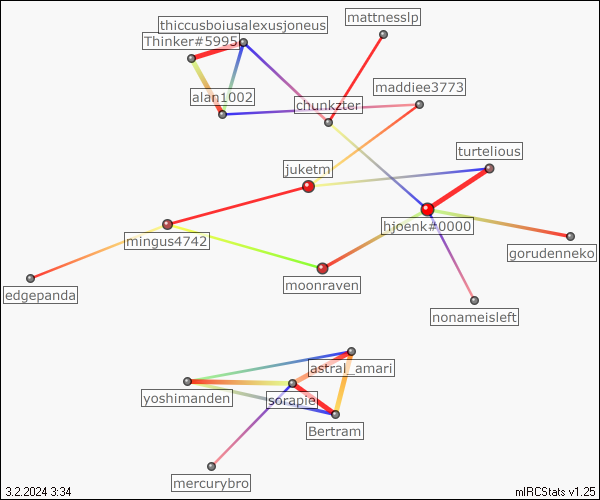 mattnesslp
thiccusboiusalexusjoneus
Thinker#5995
maddiee3773
alan1002
chunkzter
turtelious
juketm
hjoenk#0000
mingus4742
gorudenneko
moonraven
edgepanda
nonameisleft
astral_amari
yoshimanden
sorapie
Bertram
mercurybro
3.2.2024 3:34
mIRCStats v1.25